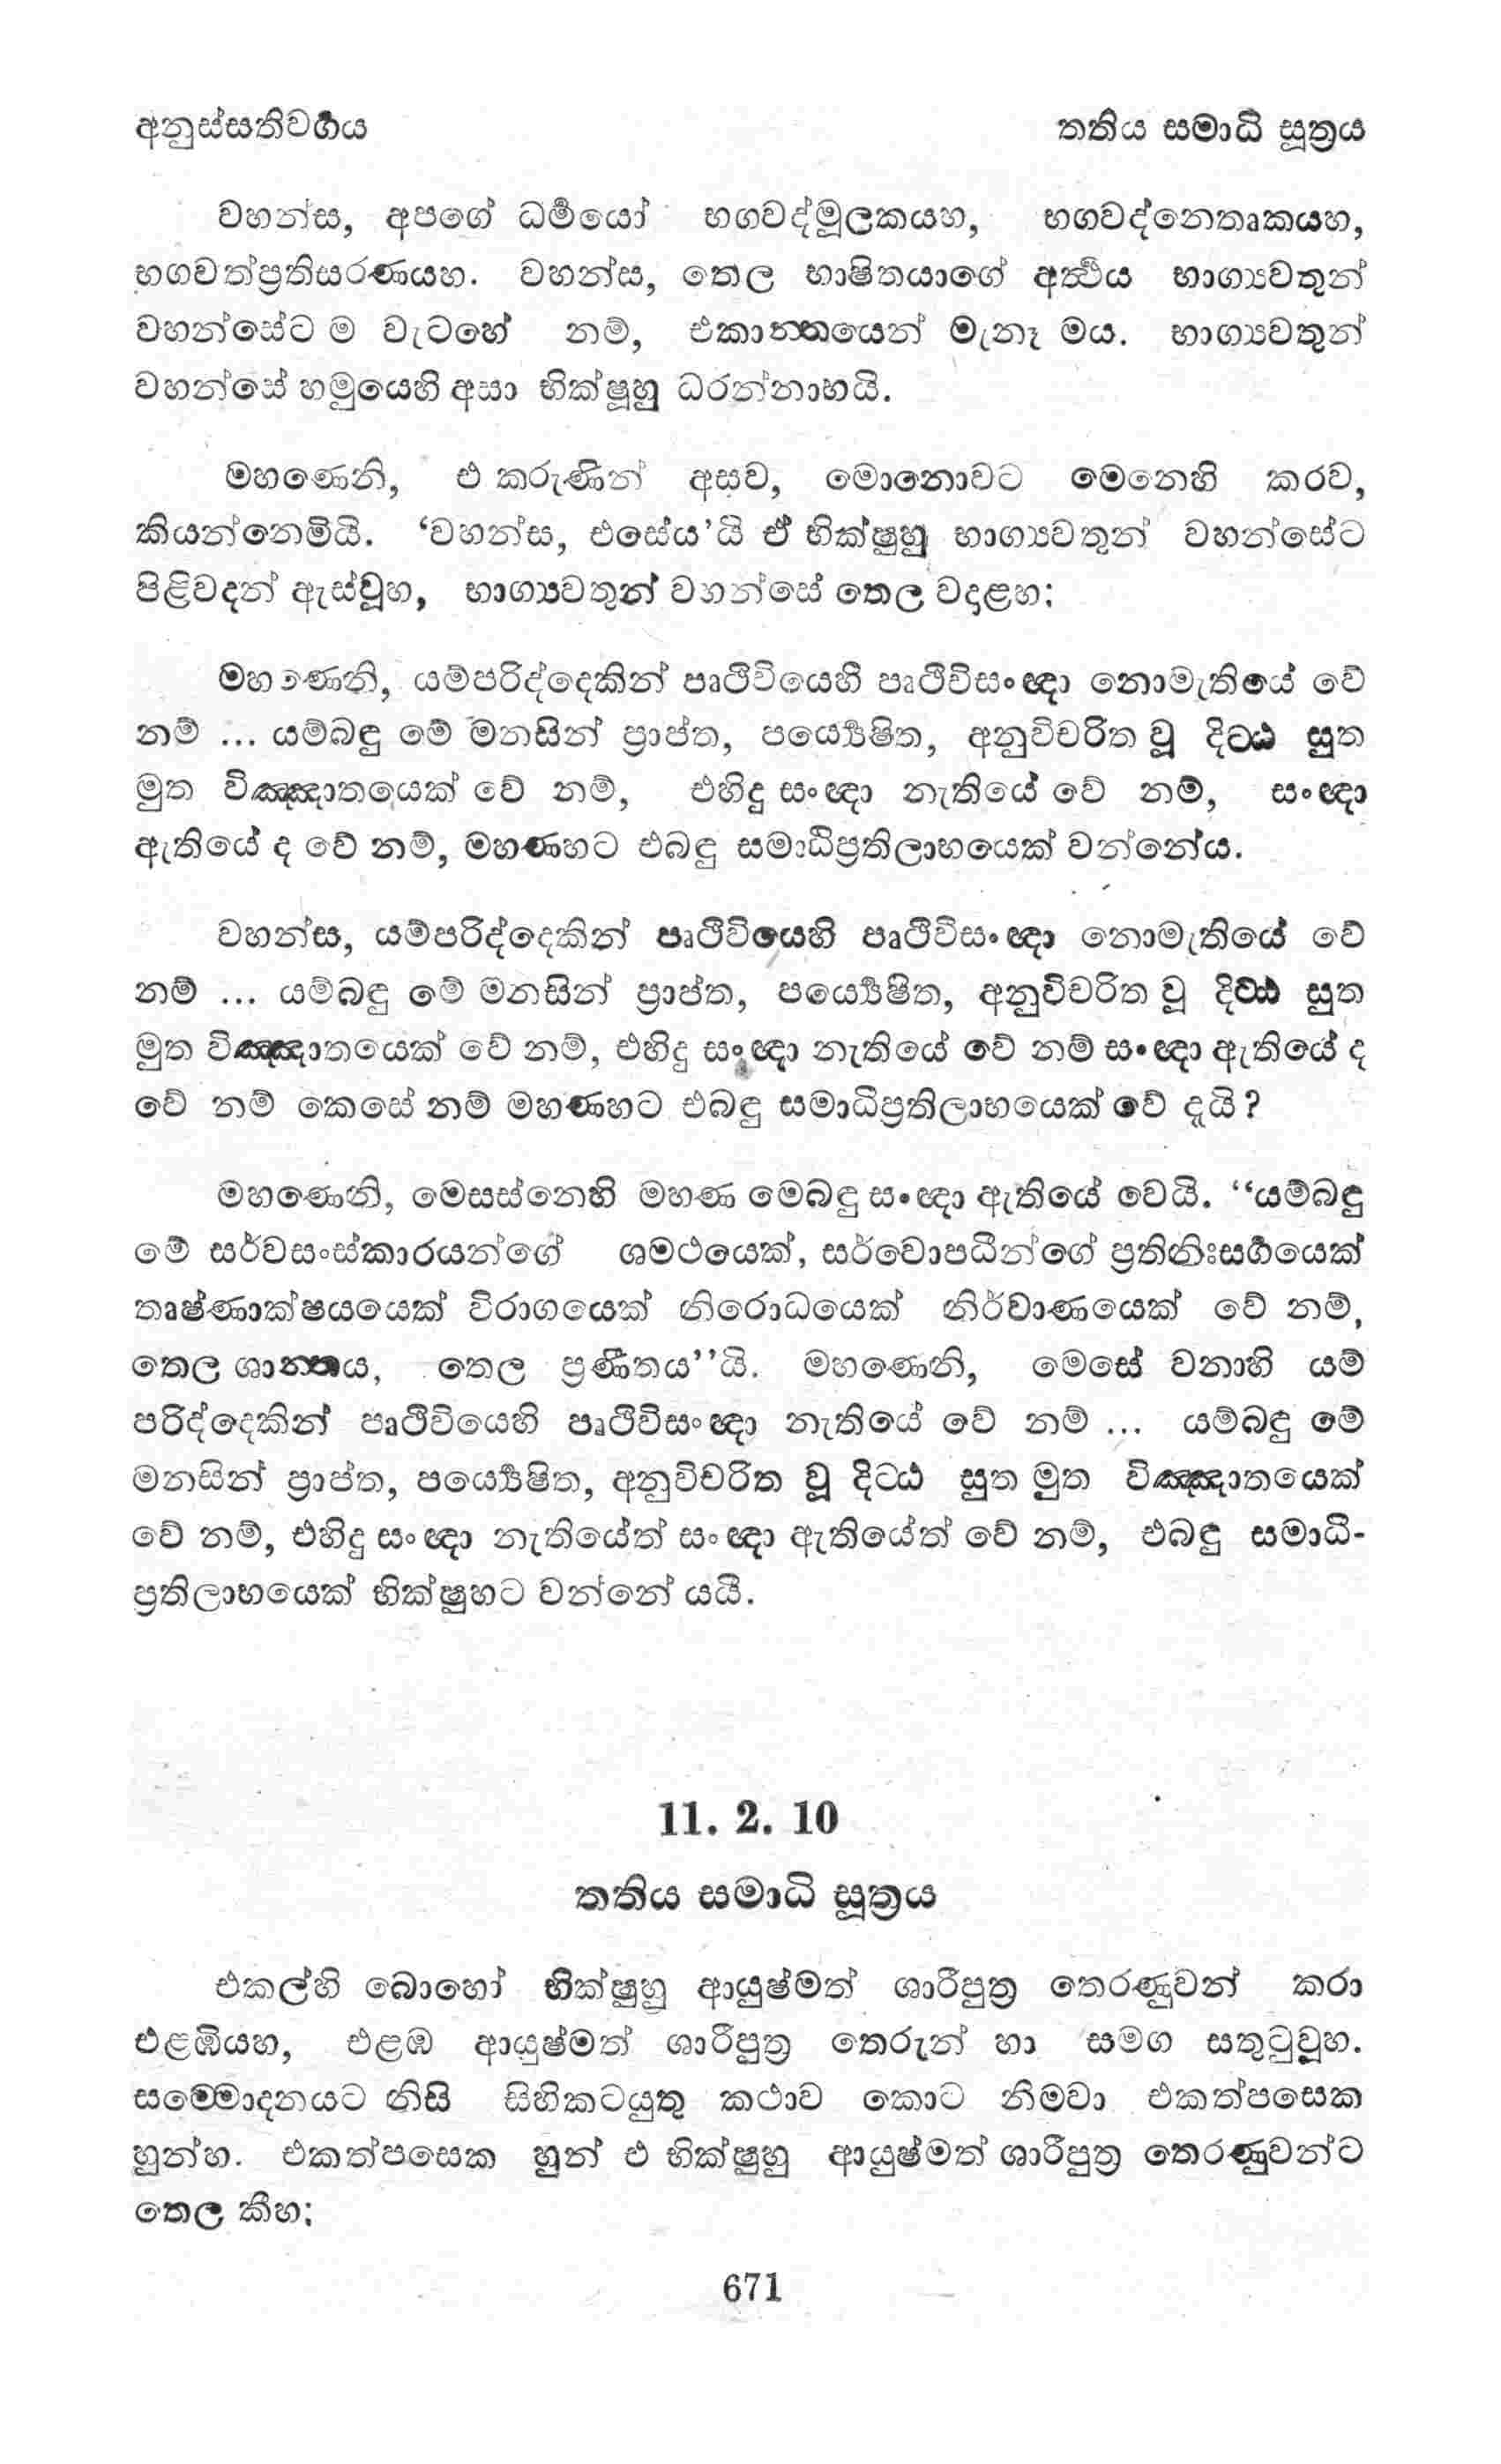 අනුස්සතිවර්‍ගය
තතිය සමාධි සූත්‍රය
වහන්ස, අපගේ ධර්‍මයෝ භගවද්මූලකයහ, භගවද්නෙතෘකයහ,
භගවත්ප්‍රතිසරණයහ. වහන්ස, තෙල භාෂිතයාගේ අර්‍ත්‍ථය භාග්‍යවතුන්
වහන්සේට ම වැටහේ නම්, එකාන්‍තයෙන් මැනෑ මය. භාග්‍යවතුන්
වහන්සේ හමුයෙහි අසා භික්ෂූහු ධරන්නාහයි.
මහණෙනි, එ කරුණින් අසව, මොනොවට මෙනෙහි කරව,
කියන්නෙමියි. ‘වහන්ස, එසේය’යි ඒ භික්ෂුහු භාග්‍යවතුන් වහන්සේට
පිළිවදන් ඇස්වූහ, භාග්‍යවතුන් වහන්සේ තෙල වදාළහ;
මහණෙනි, යම්පරිද්දෙකින් පෘථිවියෙහි පෘථිවිසංඥා නොමැතියේ වේ
නම් ... යම්බඳු මේ මනසින් ප්‍රාප්ත, පර්‍ය්‍යේෂිත, අනුවිචරිත වූ දිට්ඨ සුත
මුත විඤ්ඤාතයෙක් වේ නම්, එහිදු සංඥා නැතියේ වේ නම්, සංඥා
ඇතියේ ද වේ නම්, මහණහට එබඳු සමාධිප්‍රතිලාභයෙක් වන්නේය.
වහන්ස, යම්පරිද්දෙකින් පෘථිවියෙහි පෘථිවිසංඥා නොමැතියේ වේ
නම් ... යම්බඳු මේ මනසින් ප්‍රාප්ත, පර්‍ය්‍යේෂිත, අනුවිචරිත වූ දිට්ඨ සුත
මුත විඤ්ඤාතයෙක් වේ නම්, එහිදු සංඥා නැතියේ වේ නම් සංඥා ඇතියේ ද
වේ නම් කෙසේ නම් මහණහට එබඳු සමාධිප්‍රතිලාභයෙක් වේ දැයි?
මහණෙනි, මෙසස්නෙහි මහණ මෙබඳු සංඥා ඇතියේ වෙයි. “යම්බඳු
මේ සර්වසංස්කාරයන්ගේ ශමථයෙක්, සර්වොපධීන්ගේ ප්‍රතිනිඃසර්‍ගයෙක්
තෘෂ්ණාක්ෂයයෙක් විරාගයෙක් නිරොධයෙක් නිර්වාණයෙක් වේ නම්,
තෙල ශාන්‍තය, තෙල ප්‍රණීතය”යි. මහණෙනි, මෙසේ වනාහි යම්
පරිද්දෙකින් පෘථිවියෙහි පෘථිවිසංඥා නැතියේ වේ නම් ... යම්බඳු මේ
මනසින් ප්‍රාප්ත, පර්‍ය්‍යේෂිත, අනුවිචරිත වූ දිට්ඨ සුත මුත විඤ්ඤාතයෙක්
වේ නම්, එහිදු සංඥා නැතියේත් සංඥා ඇතියේත් වේ නම්, එබඳු සමාධි-
ප්‍රතිලාභයෙක් භික්ෂුහට වන්නේ යයි.
11. 2. 10
තතිය සමාධි සූත්‍රය
එකල්හි බොහෝ භික්ෂුහු ආයුෂ්මත් ශාරීපුත්‍ර තෙරණුවන් කරා
එළඹියහ, එළඹ ආයුෂ්මත් ශාරීපුත්‍ර තෙරුන් හා සමග සතුටුවූහ.
සම්මොදනයට නිසි සිහිකටයුතු කථාව කොට නිමවා එකත්පසෙක
හුන්හ. එකත්පසෙක හුන් එ භික්ෂුහු ආයුෂ්මත් ශාරීපුත්‍ර තෙරණුවන්ට
තෙල කීහ;
671